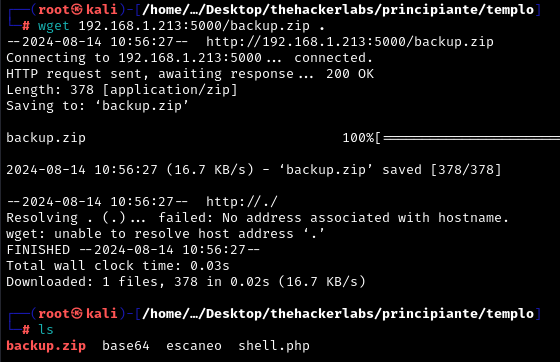 ┌──(root㉿kali)-[/home/…/Desktop/thehackerlabs/principiante/templo]
└─# wget 192.168.1.213:5000/backup.zip .
--2024-08-14 10:56:27--  http://192.168.1.213:5000/backup.zip
Connecting to 192.168.1.213:5000... connected.
HTTP request sent, awaiting response... 200 OK
Length: 378 [application/zip]
Saving to: ‘backup.zip’
backup.zip 100%[==========================
2024-08-14 10:56:27 (16.7 KB/s) - ‘backup.zip’ saved [378/378]
--2024-08-14 10:56:27--  http://./
Resolving . (.)... failed: No address associated with hostname.
wget: unable to resolve host address ‘.’
FINISHED --2024-08-14 10:56:27--
Total wall clock time: 0.03s
Downloaded: 1 files, 378 in 0.02s (16.7 KB/s)
┌──(root㉿kali)-[/home/…/Desktop/thehackerlabs/principiante/templo]
└─# ls
backup.zip  base64  escaneo  shell.php